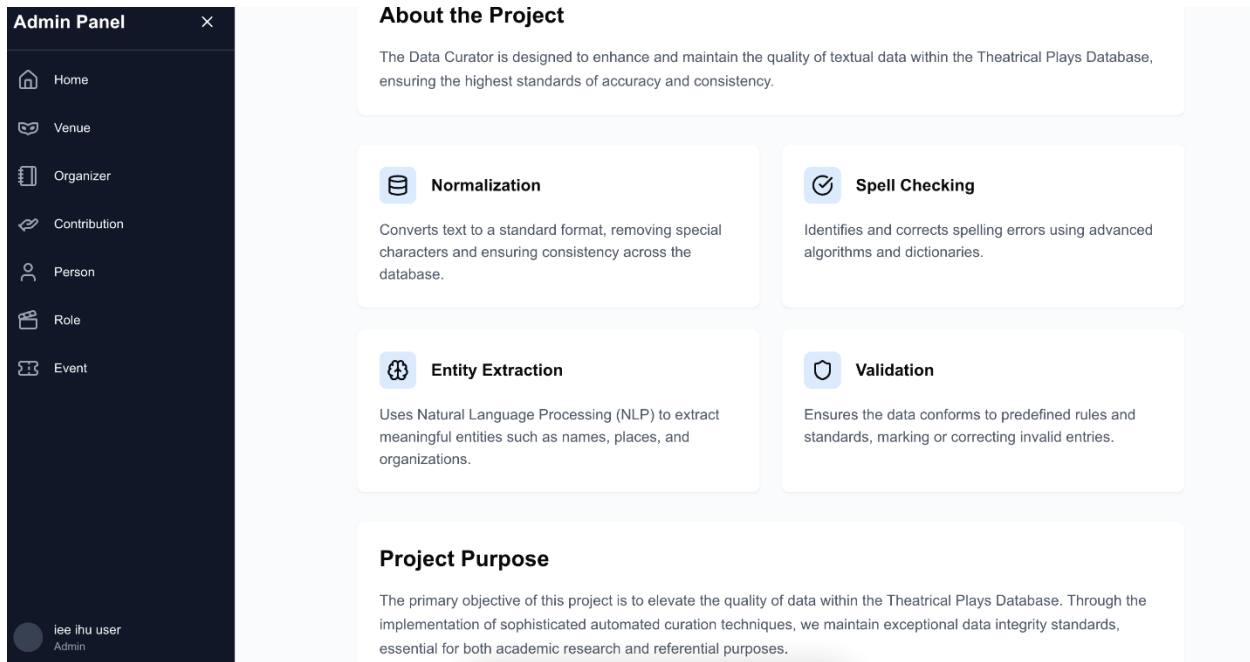 Admin Panel
Home
Venue
Organizer
Contribution
Person
Role
Event
iee ihu user
Admin
About the Project
The Data Curator is designed to enhance and maintain the quality of textual data within the Theatrical Plays Database,
ensuring the highest standards of accuracy and consistency.
Normalization
Converts text to a standard format, removing special
characters and ensuring consistency across the
database.
Spell Checking
Identifies and corrects spelling errors using advanced
algorithms and dictionaries.
Entity Extraction
Uses Natural Language Processing (NLP) to extract
meaningful entities such as names, places, and
organizations.
Validation
Ensures the data conforms to predefined rules and
standards, marking or correcting invalid entries.
Project Purpose
The primary objective of this project is to elevate the quality of data within the Theatrical Plays Database. Through the
implementation of sophisticated automated curation techniques, we maintain exceptional data integrity standards,
essential for both academic research and referential purposes.